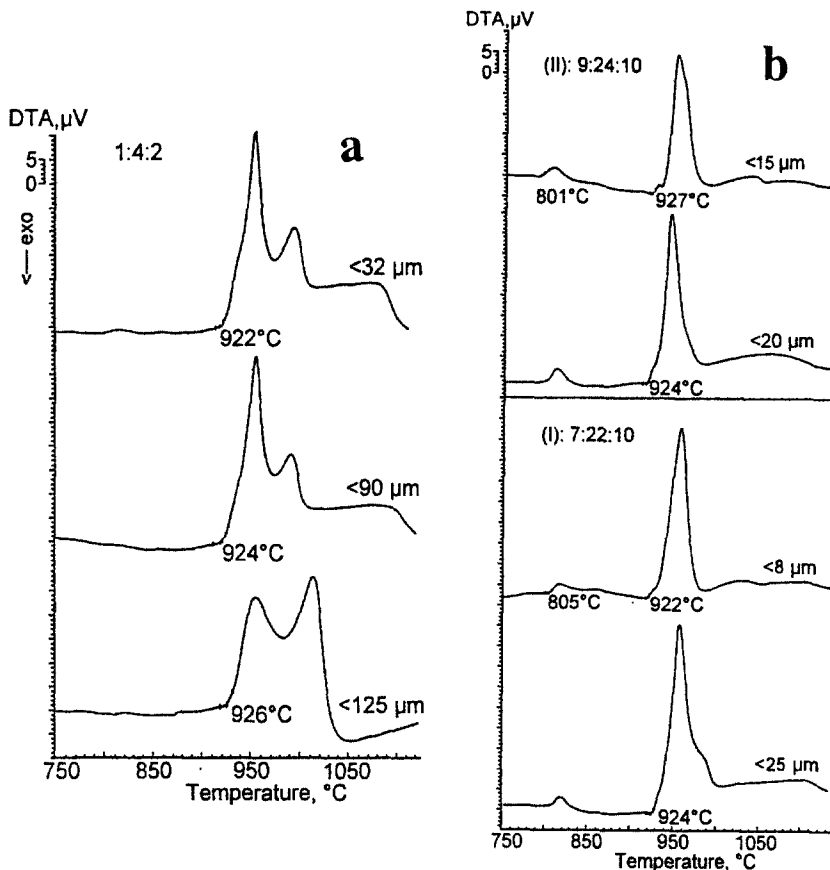 DTA,µV
5
0
1:4:2
a
<— exo
<32 µm
922°C
<90 µm
924°C
<125 µm
926°C
750 850 950 1050
Temperature, °C
DTA,µV
5
0
(II): 9:24:10
b
<15 µm
801°C
927°C
<20 µm
924°C
(I): 7:22:10
<8 µm
805°C
922°C
<25 µm
924°C
750 850 950 1050
Temperature, °C